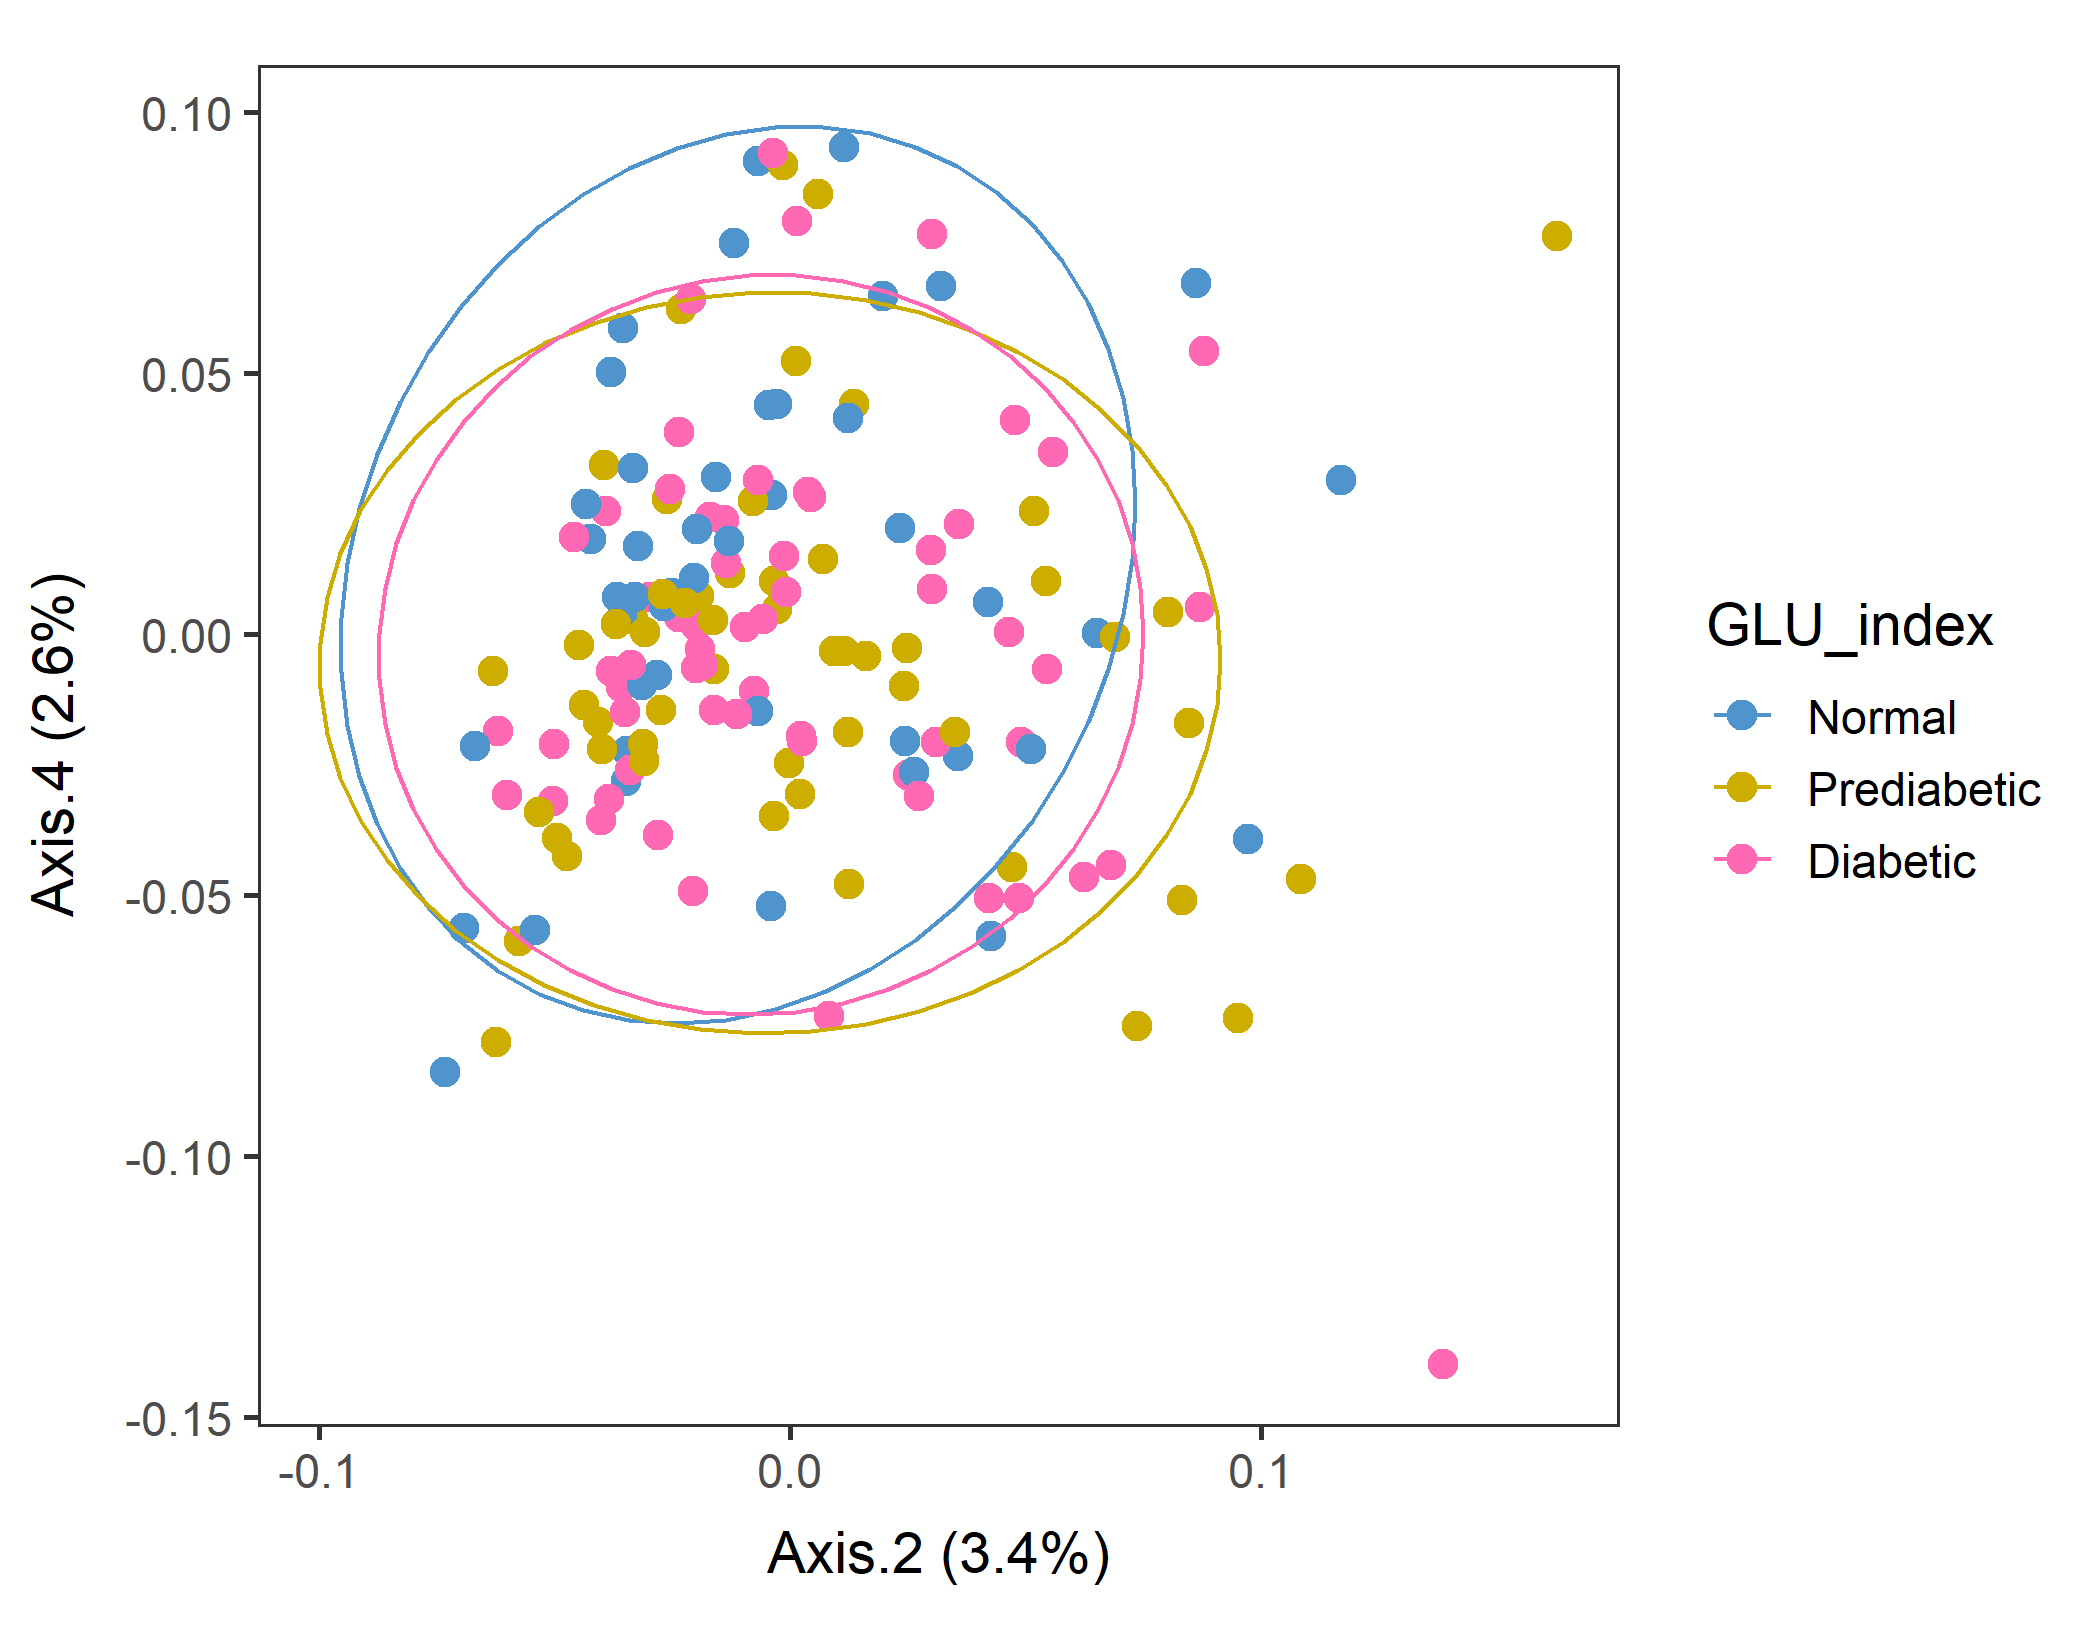 0.10
0.05
0.00
-0.05
-0.10
-0.15
Axis.4 (2.6%)
-0.1
0.0
0.1
Axis.2 (3.4%)
GLU_index
Normal
Prediabetic
Diabetic